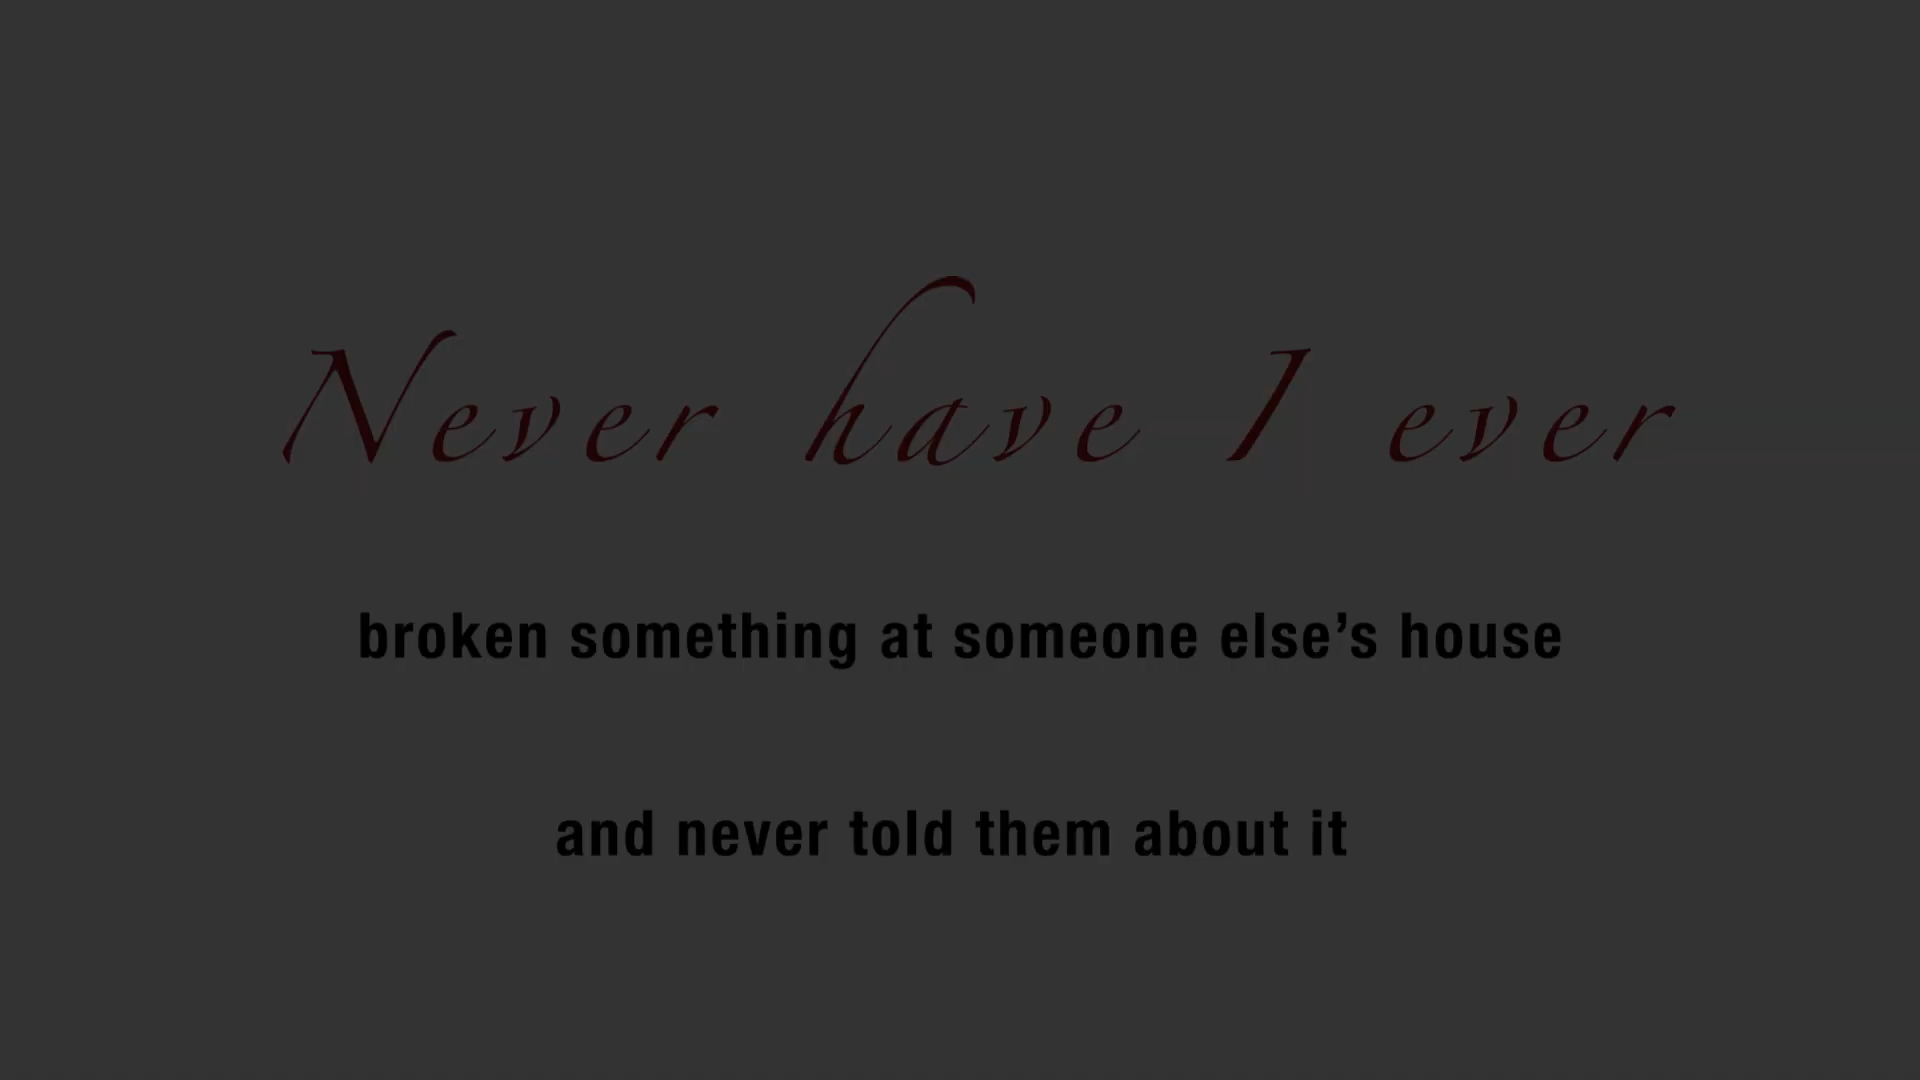 Never have I ever
broken something at someone else’s house
and never told them about it